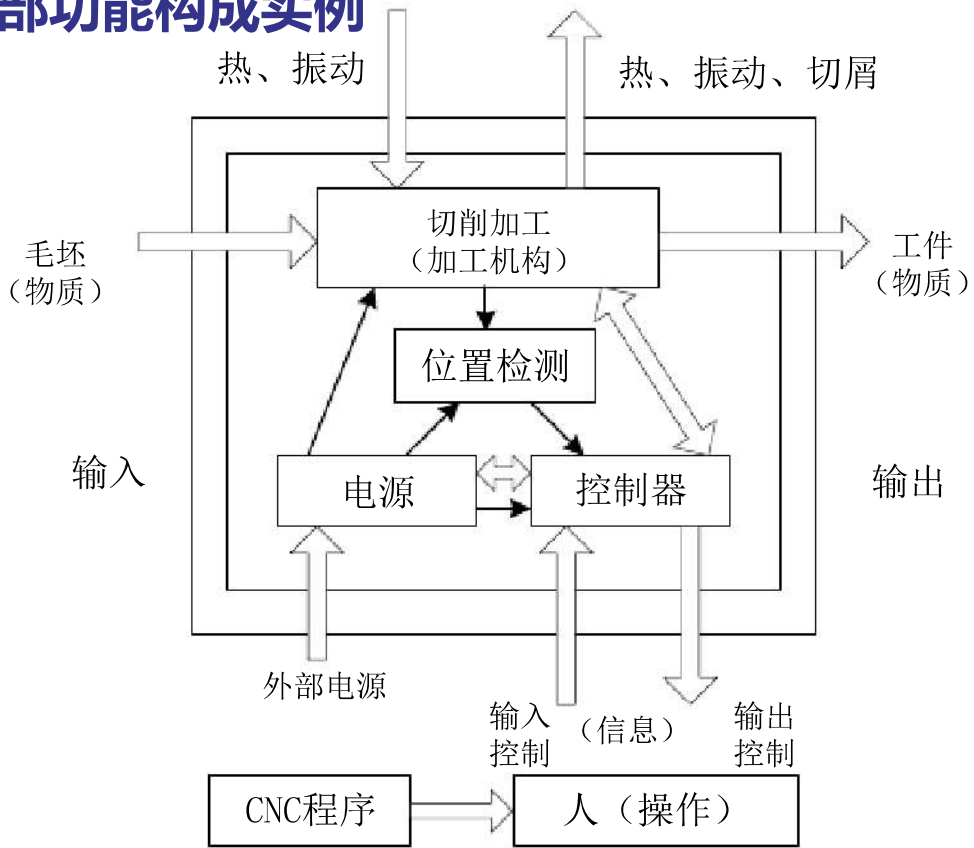 部功能构成实例
热、振动
热、振动、切屑
切削加工
（加工机构）
毛坯
（物质）
工件
（物质）
位置检测
输入
输出
电源
控制器
外部电源
输入
控制
（信息）
输出
控制
CNC程序
人（操作）